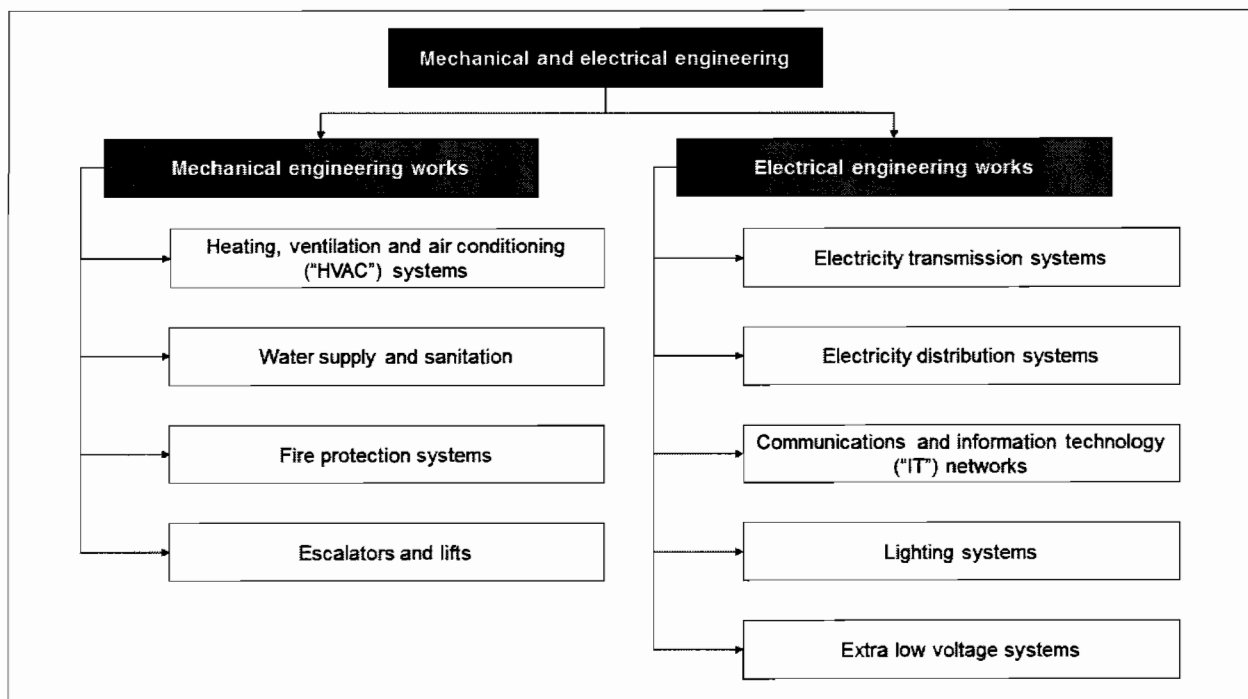 Mechanical and electrical engineering
Mechanical engineering works
Heating, ventilation and air conditioning
("HVAC") systems
Water supply and sanitation
Fire protection systems
Escalators and lifts
Electrical engineering works
Electricity transmission systems
Electricity distribution systems
Communications and information technology
("IT") networks
Lighting systems
Extra low voltage systems